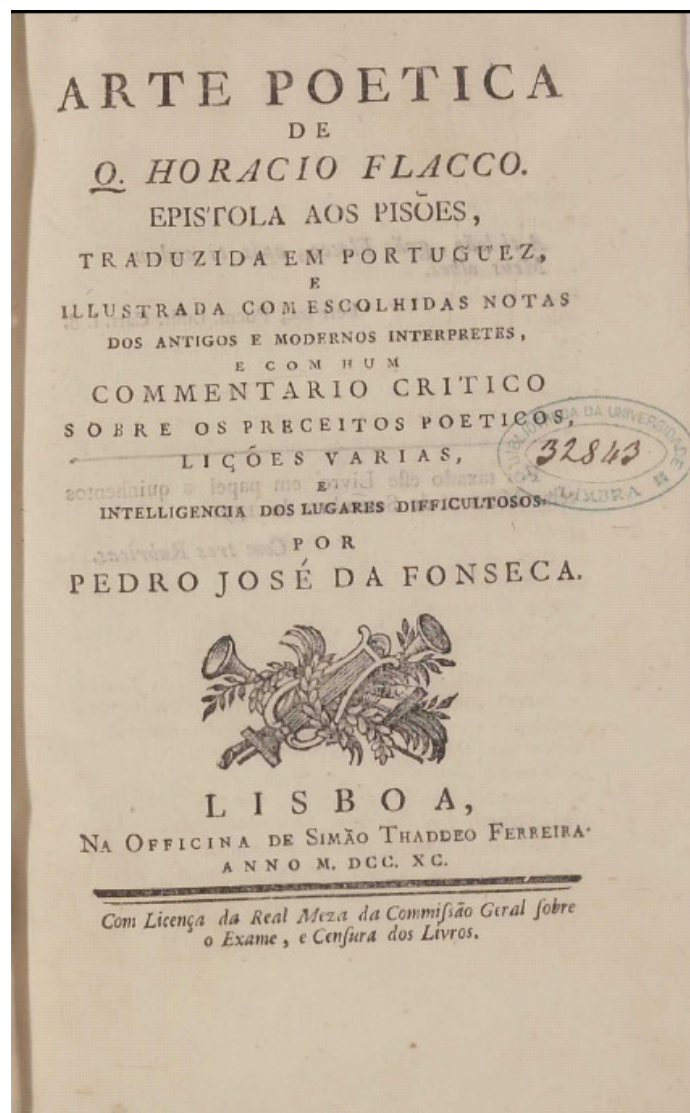 ARTE POETICA
DE
Q. HORACIO FLACCO.
EPISTOLA AOS PISÕES,
TRADUZIDA EM PORTUGUEZ,
E
ILLUSTRADA COM ESCOLHIDAS NOTAS
DOS ANTIGOS E MODERNOS INTERPRETES,
E COM HUM
COMMENTARIO CRITICO
SOBRE OS PRECEITOS POETICOS,
LIÇÕES VARIAS,
E
INTELLIGENCIA DOS LUGARES DIFFICULTOSOS.
POR
PEDRO JOSÉ DA FONSECA.
DA UNIVERSIDADE
32843
COIMBRA
LISBOA,
NA OFFICINA DE SIMÃO THADDEO FERREIRA.
ANNO M. DCC. XC.
Com Licença da Real Meza da Commiſsão Geral ſobre
o Exame, e Cenſura dos Livros.